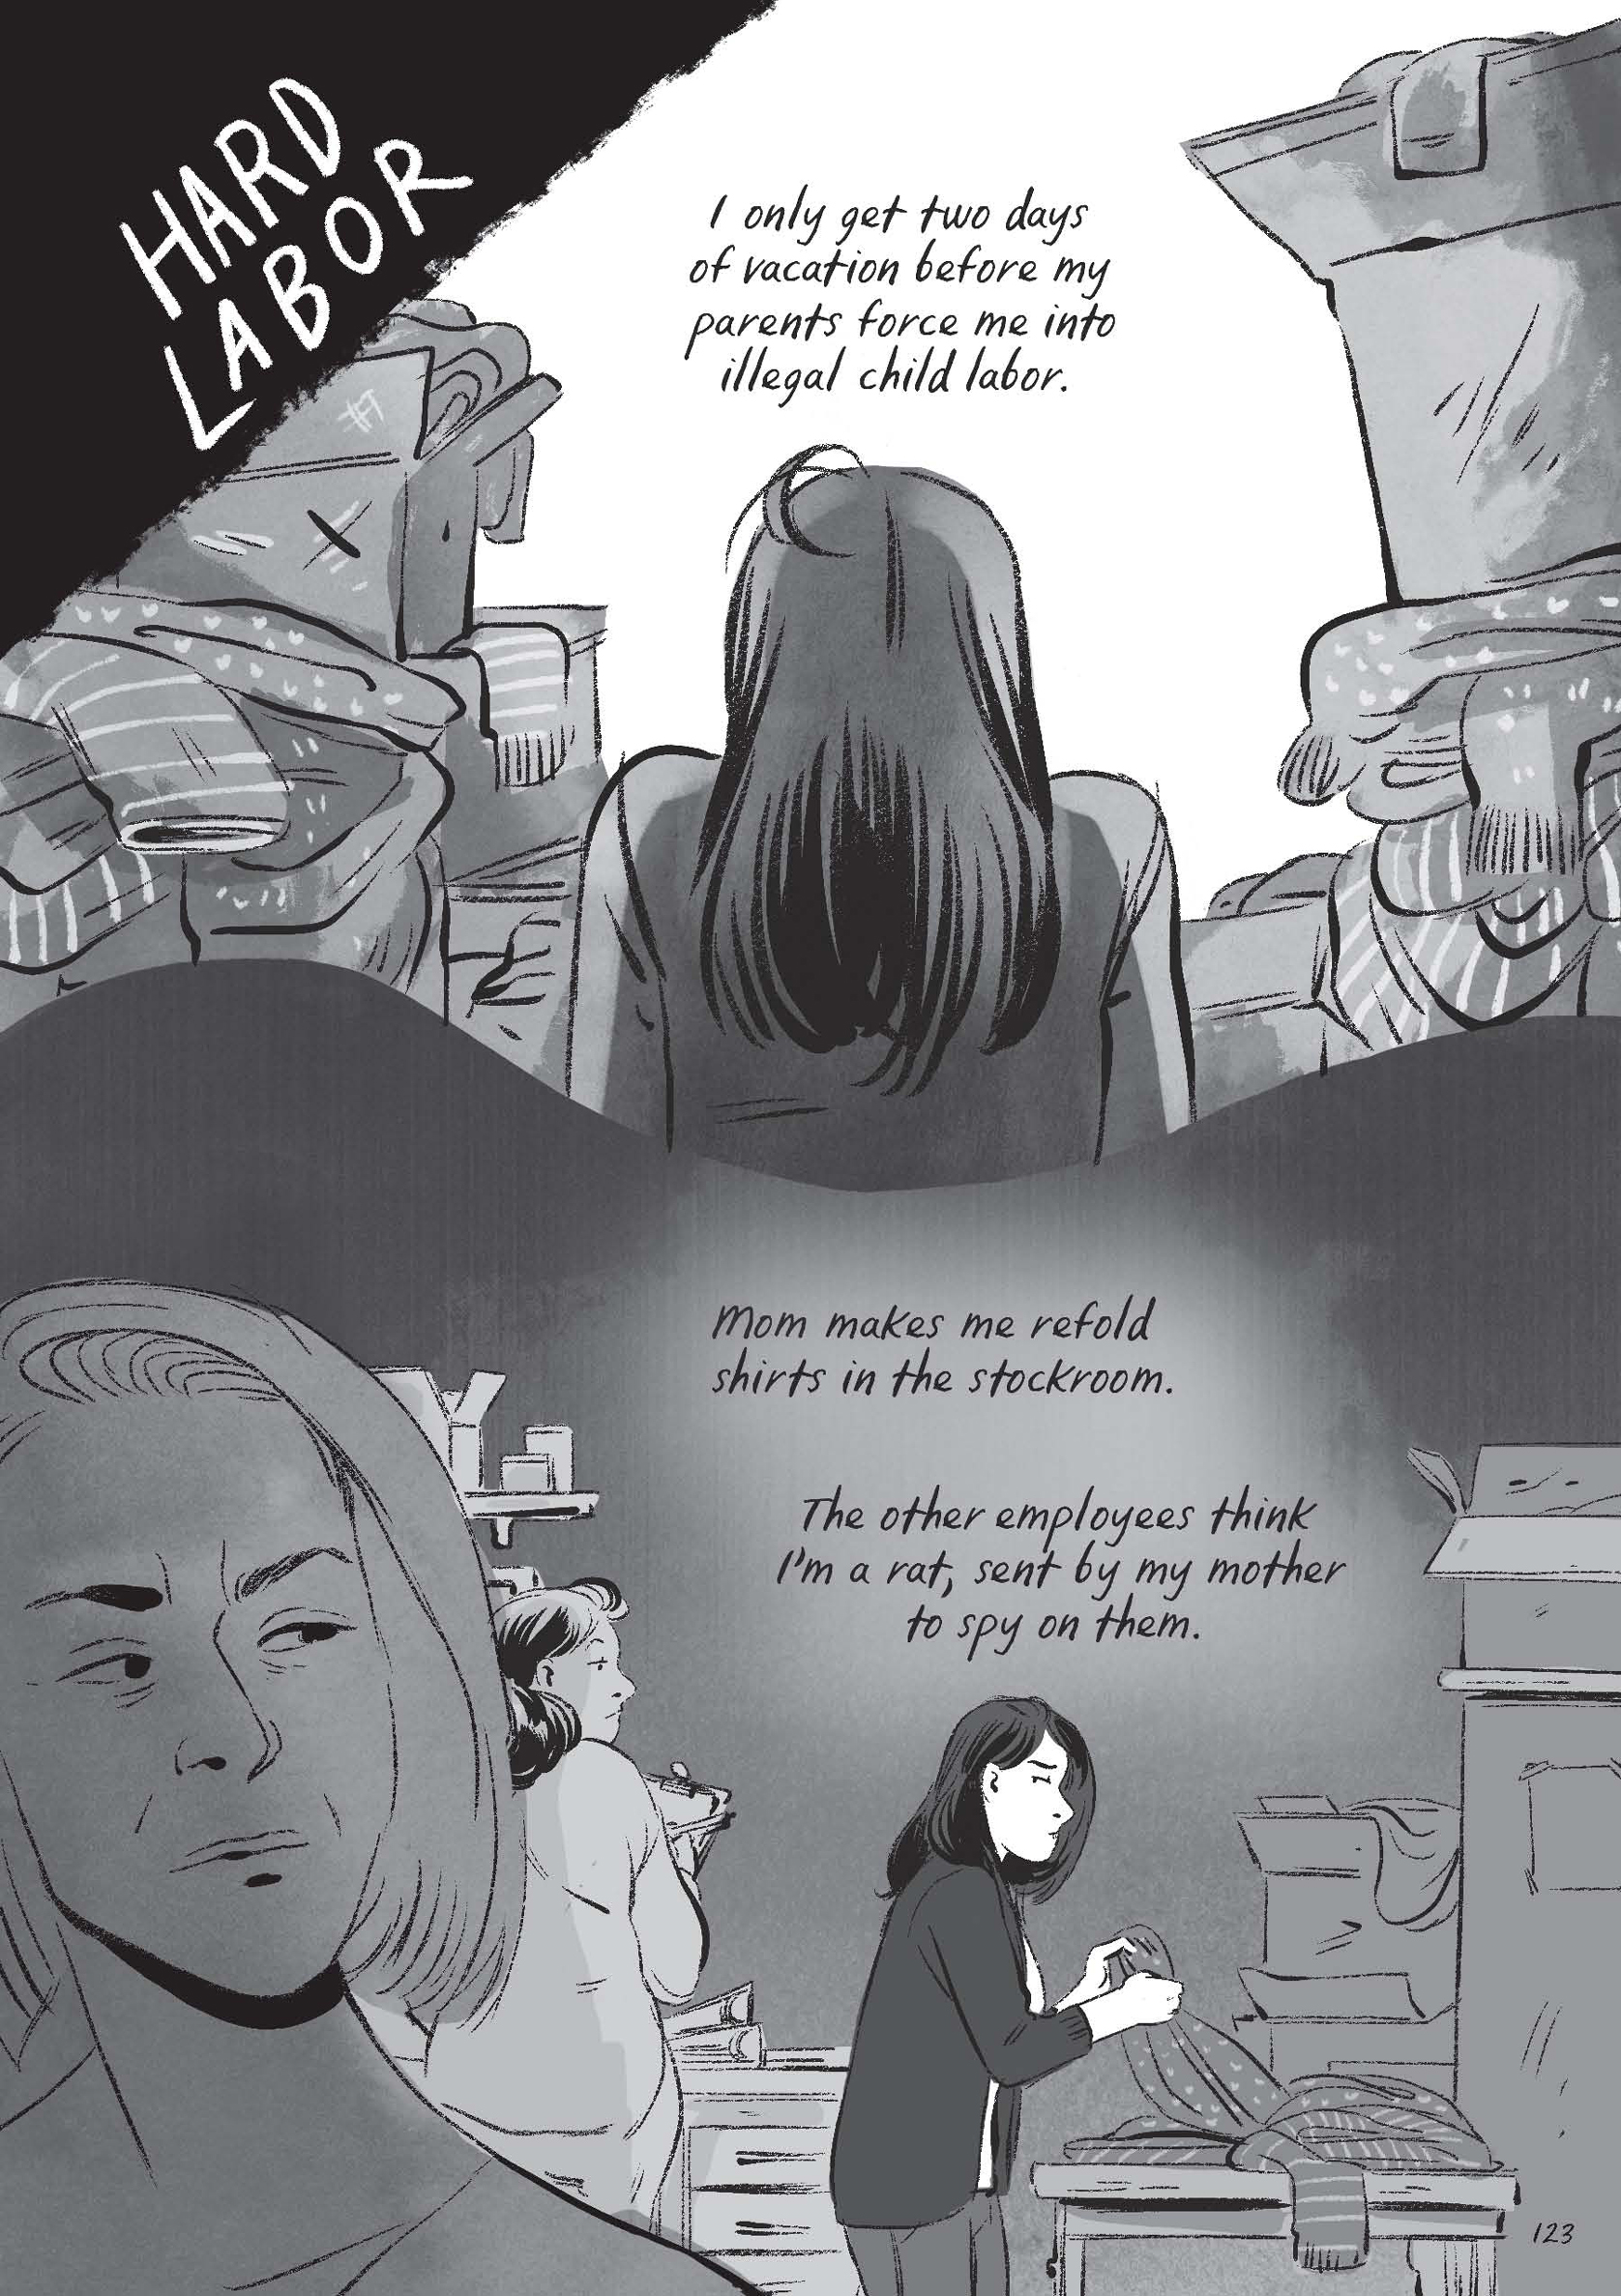 HARD
LABOR
I only get two days
of vacation before my
parents force me into
illegal child labor.
Mom makes me refold
shirts in the stockroom.
The other employees think
I'm a rat, sent by my mother
to spy on them.
123